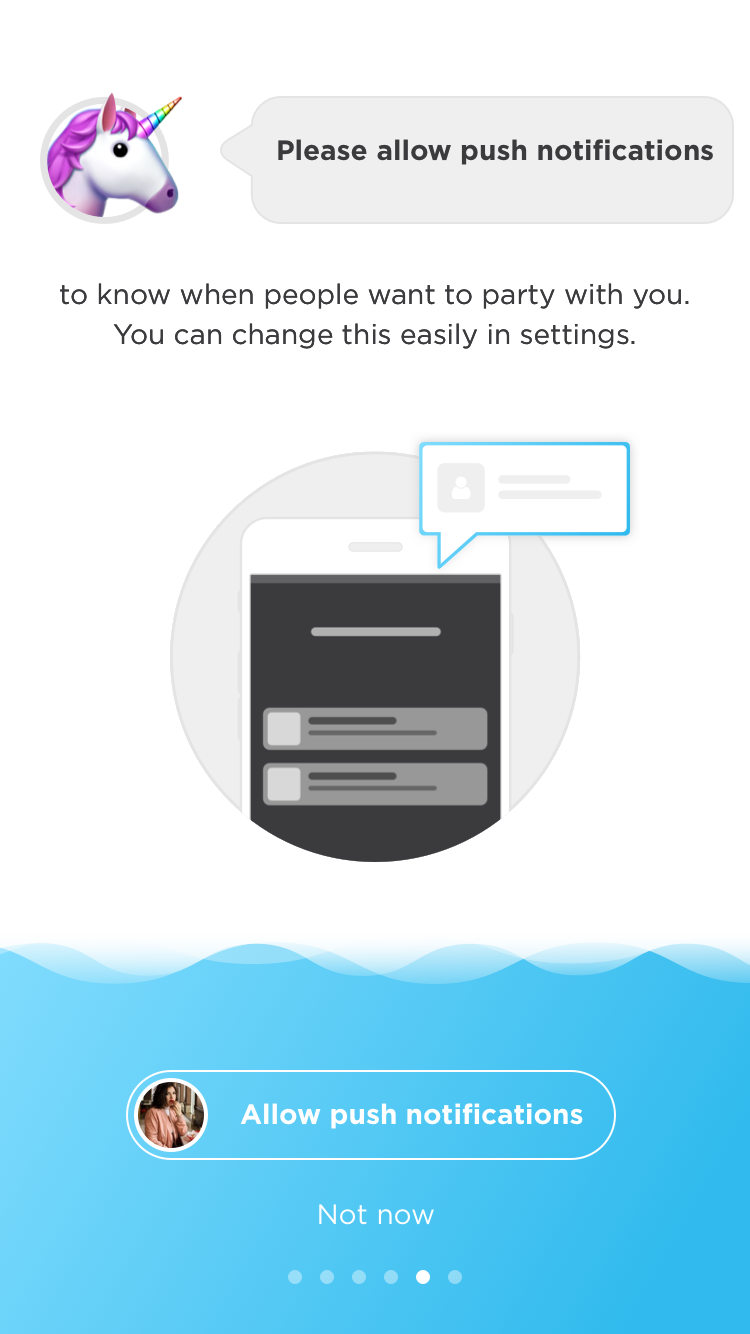 Please allow push notifications
to know when people want to party with you.
You can change this easily in settings.
Allow push notifications
Not now